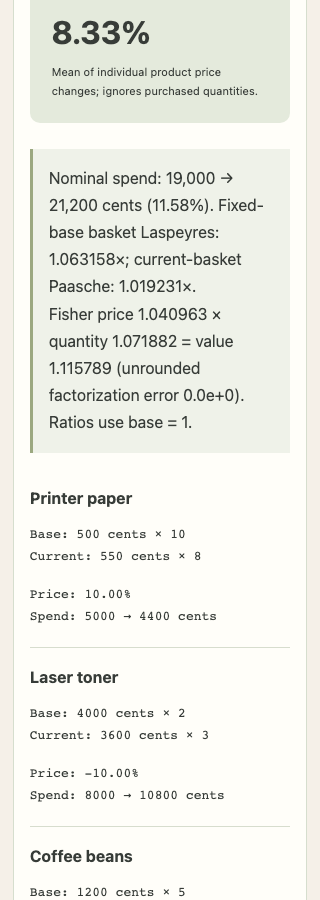 8.33%
Mean of individual product price
changes; ignores purchased quantities.
Nominal spend: 19,000 →
21,200 cents (11.58%). Fixed-
base basket Laspeyres:
1.063158×; current-basket
Paasche: 1.019231×.
Fisher price 1.040963 ×
quantity 1.071882 = value
1.115789 (unrounded
factorization error 0.0e+0).
Ratios use base = 1.
Printer paper
Base: 500 cents × 10
Current: 550 cents × 8
Price: 10.00%
Spend: 5000 → 4400 cents
Laser toner
Base: 4000 cents × 2
Current: 3600 cents × 3
Price: -10.00%
Spend: 8000 → 10800 cents
Coffee beans
Base: 1200 cents × 5